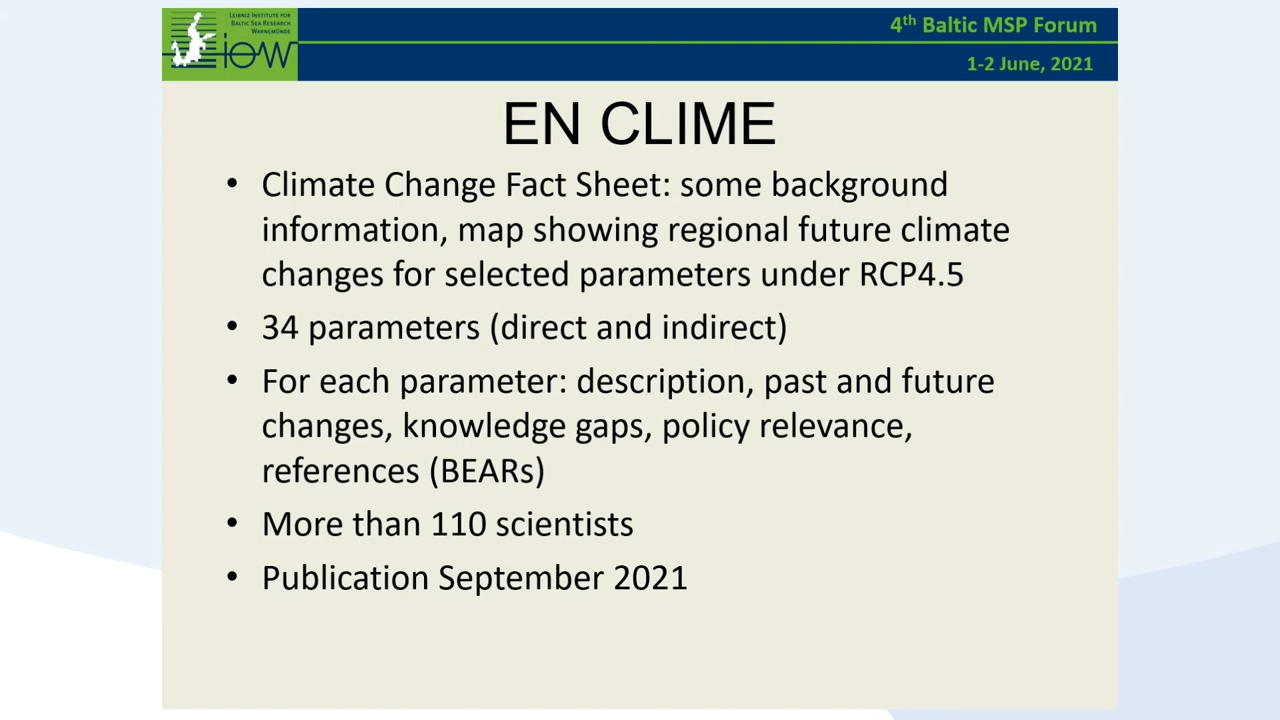 LEIBNIZ INSTITUTE FOR
BALTIC SEA RESEARCH
WARNEMÜNDE
iow
4th Baltic MSP Forum
1-2 June, 2021
EN CLIME
• Climate Change Fact Sheet: some background
information, map showing regional future climate
changes for selected parameters under RCP4.5
• 34 parameters (direct and indirect)
• For each parameter: description, past and future
changes, knowledge gaps, policy relevance,
references (BEARs)
• More than 110 scientists
• Publication September 2021